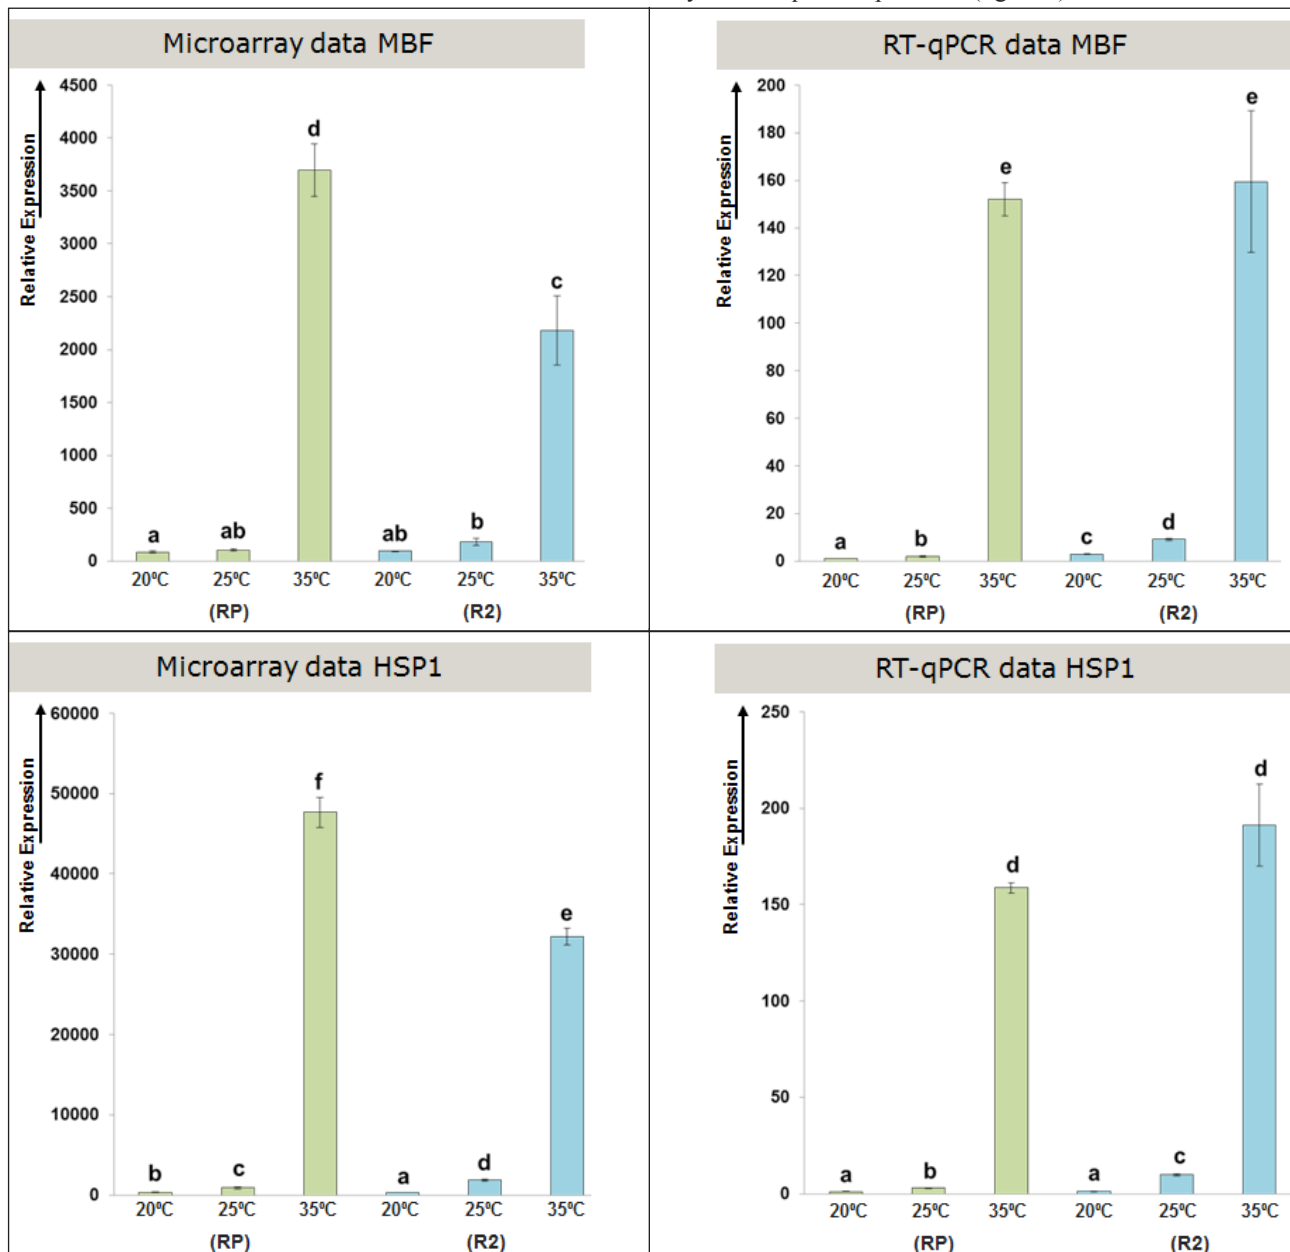 Microarray data MBF
Relative Expression
4500
4000
3500
3000
2500
2000
1500
1000
500
0
a
ab
d
ab
b
c
20ºC 25ºC 35ºC 20ºC 25ºC 35ºC
(RP) (R2)
RT-qPCR data MBF
Relative Expression
200
180
160
140
120
100
80
60
40
20
0
a
b
e
c
d
e
20ºC 25ºC 35ºC 20ºC 25ºC 35ºC
(RP) (R2)
Microarray data HSP1
Relative Expression
60000
50000
40000
30000
20000
10000
0
b
c
f
a
d
e
20ºC 25ºC 35ºC 20ºC 25ºC 35ºC
(RP) (R2)
RT-qPCR data HSP1
Relative Expression
250
200
150
100
50
0
a
b
d
a
c
d
20ºC 25ºC 35ºC 20ºC 25ºC 35ºC
(RP) (R2)